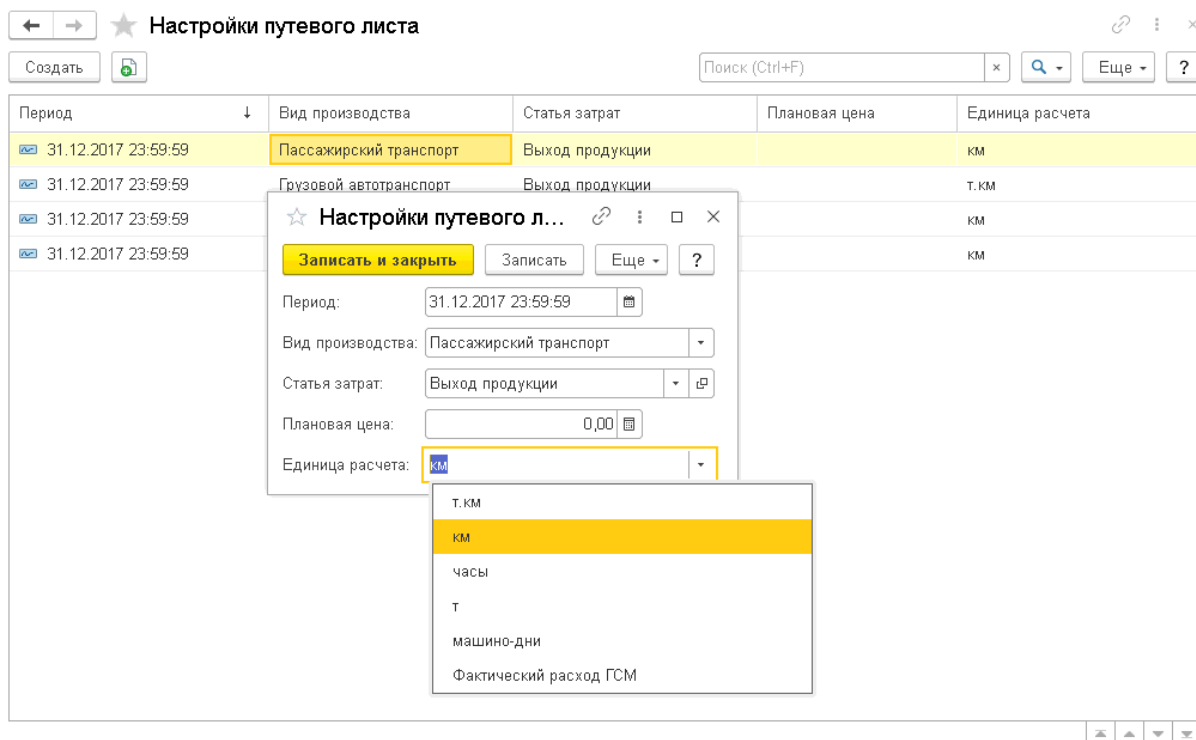 Настройки путевого листа
Создать Поиск (Ctrl+F) × Еще ?
Период ↓ Вид производства Статья затрат Плановая цена Единица расчета
31.12.2017 23:59:59 Пассажирский транспорт Выход продукции км
31.12.2017 23:59:59 Грузовой автотранспорт Выход продукции т.км
31.12.2017 23:59:59 км
31.12.2017 23:59:59 км
Настройки путевого л...
Записать и закрыть Записать Еще ?
Период: 31.12.2017 23:59:59
Вид производства: Пассажирский транспорт
Статья затрат: Выход продукции
Плановая цена: 0,00
Единица расчета: км
т.км
км
часы
т
машино-дни
Фактический расход ГСМ